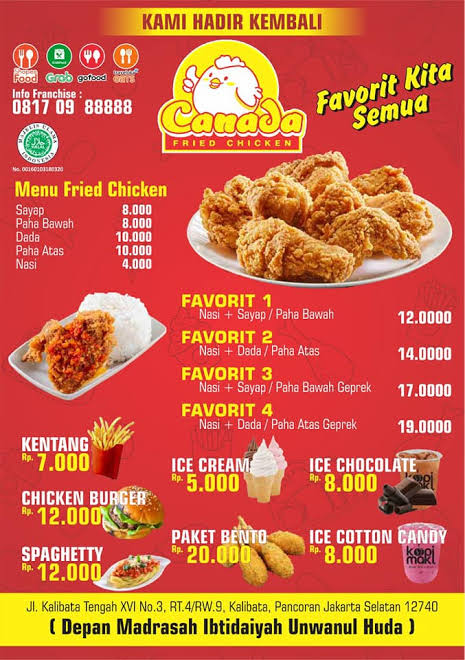 KAMI HADIR KEMBALI
Food
Grab
gofood
traveloka
EATS
Info Franchise :
0817 09 88888
MAJELIS ULAMA
INDONESIA
HALAL
No. 00160103180320
Canada
FRIED CHICKEN
Favorit Kita
Semua
Menu Fried Chicken
Sayap 8.000
Paha Bawah 8.000
Dada 10.000
Paha Atas 10.000
Nasi 4.000
FAVORIT 1
Nasi + Sayap / Paha Bawah 12.0000
FAVORIT 2
Nasi + Dada / Paha Atas 14.0000
FAVORIT 3
Nasi + Sayap / Paha Bawah Geprek 17.0000
FAVORIT 4
Nasi + Dada / Paha Atas Geprek 19.0000
KENTANG
Rp. 7.000
CHICKEN BURGER
Rp. 12.000
SPAGHETTY
Rp. 12.000
ICE CREAM
Rp. 5.000
PAKET BENTO
Rp. 20.000
ICE CHOCOLATE
Rp. 8.000
ICE COTTON CANDY
Rp. 8.000
kopi
maki
Jl. Kalibata Tengah XVI No.3, RT.4/RW.9, Kalibata, Pancoran Jakarta Selatan 12740
( Depan Madrasah Ibtidaiyah Unwanul Huda )